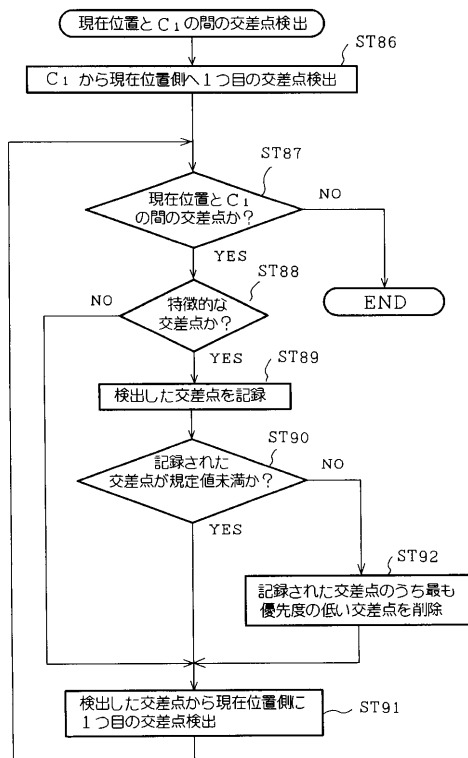 現在位置とC1の間の交差点検出
ST86
C1から現在位置側へ1つ目の交差点検出
ST87
現在位置とC1
の間の交差点か?
NO
YES
END
ST88
特徴的な
交差点か?
NO
YES
ST89
検出した交差点を記録
ST90
記録された
交差点が規定値未満か?
NO
YES
ST92
記録された交差点のうち最も
優先度の低い交差点を削除
検出した交差点から現在位置側に
1つ目の交差点検出
ST91